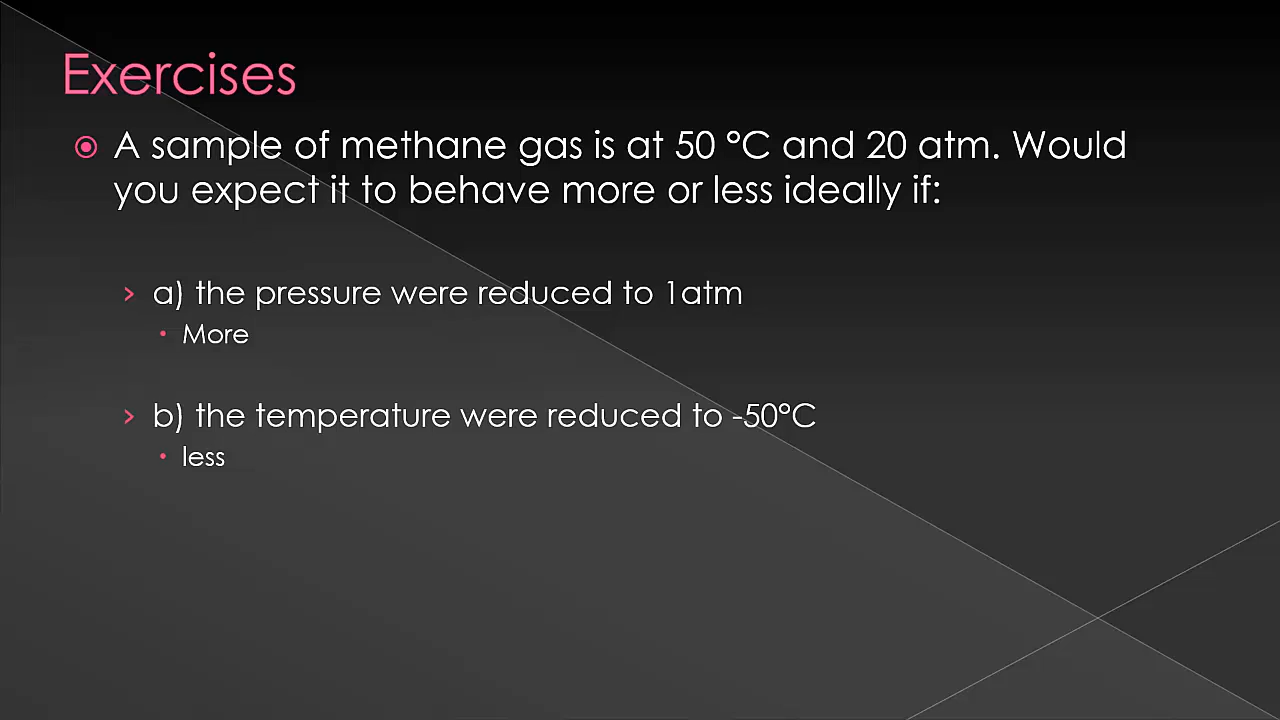 Exercises
A sample of methane gas is at 50 °C and 20 atm. Would
you expect it to behave more or less ideally if:
a) the pressure were reduced to 1atm
More
b) the temperature were reduced to -50°C
less